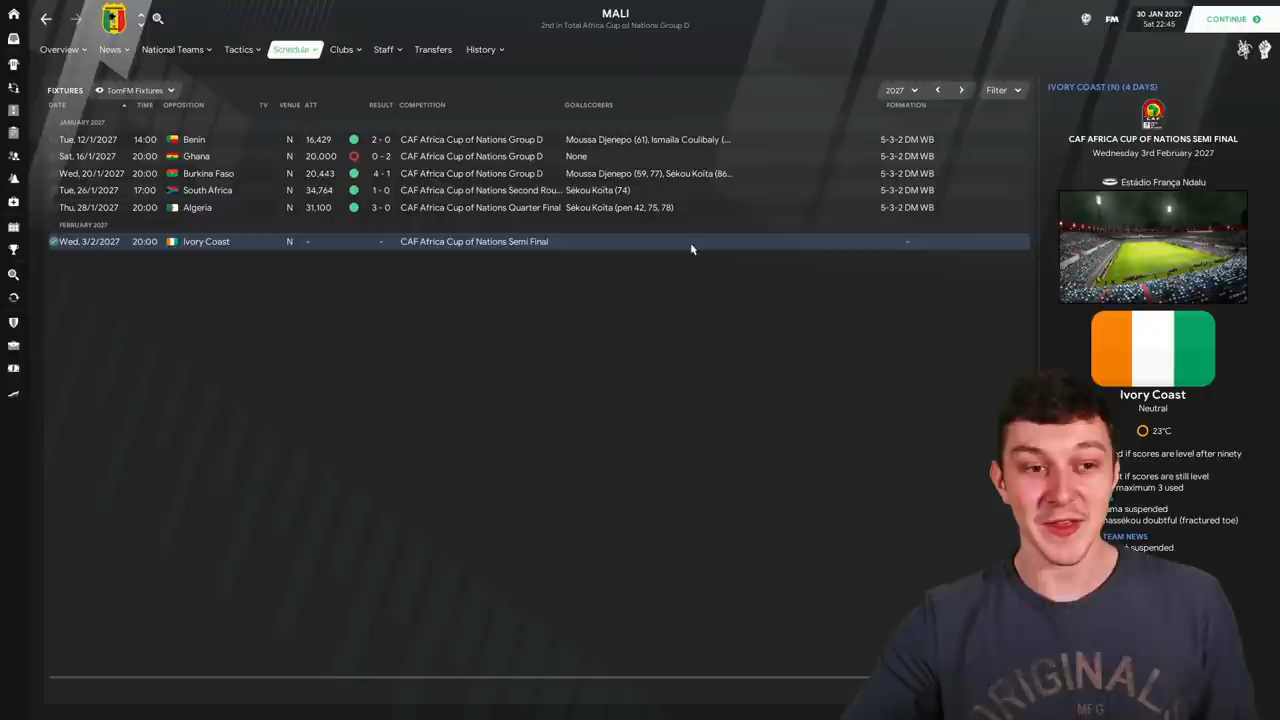 MALI
2nd in Total Africa Cup of Nations Group D
FM
30 JAN 2027
Sat 22:45
CONTINUE
Overview
News
National Teams
Tactics
Schedule
Clubs
Staff
Transfers
History
FIXTURES
TomFM Fixtures
2027
Filter
DATE TIME OPPOSITION TV VENUE ATT RESULT COMPETITION GOALSCORERS FORMATION
JANUARY 2027
Tue, 12/1/2027 14:00 Benin N 16,429 2 - 0 CAF Africa Cup of Nations Group D Moussa Djenepo (61), Ismaïla Coulibaly (... 5-3-2 DM WB
Sat, 16/1/2027 20:00 Ghana N 20,000 0 - 2 CAF Africa Cup of Nations Group D None 5-3-2 DM WB
Wed, 20/1/2027 20:00 Burkina Faso N 20,443 4 - 1 CAF Africa Cup of Nations Group D Moussa Djenepo (59, 77), Sékou Koïta (86... 5-3-2 DM WB
Tue, 26/1/2027 17:00 South Africa N 34,764 1 - 0 CAF Africa Cup of Nations Second Rou... Sékou Koïta (74) 5-3-2 DM WB
Thu, 28/1/2027 20:00 Algeria N 31,100 3 - 0 CAF Africa Cup of Nations Quarter Final Sékou Koïta (pen 42, 75, 78) 5-3-2 DM WB
FEBRUARY 2027
Wed, 3/2/2027 20:00 Ivory Coast N - - CAF Africa Cup of Nations Semi Final -
IVORY COAST (N) (4 DAYS)
CAF
CAF AFRICA CUP OF NATIONS SEMI FINAL
Wednesday 3rd February 2027
Estádio França Ndalu
Ivory Coast
Neutral
23°C
if scores are level after ninety
if scores are still level
maximum 3 used
suspended
doubtful (fractured toe)
TEAM NEWS
suspended
ORIGINAL
MFG